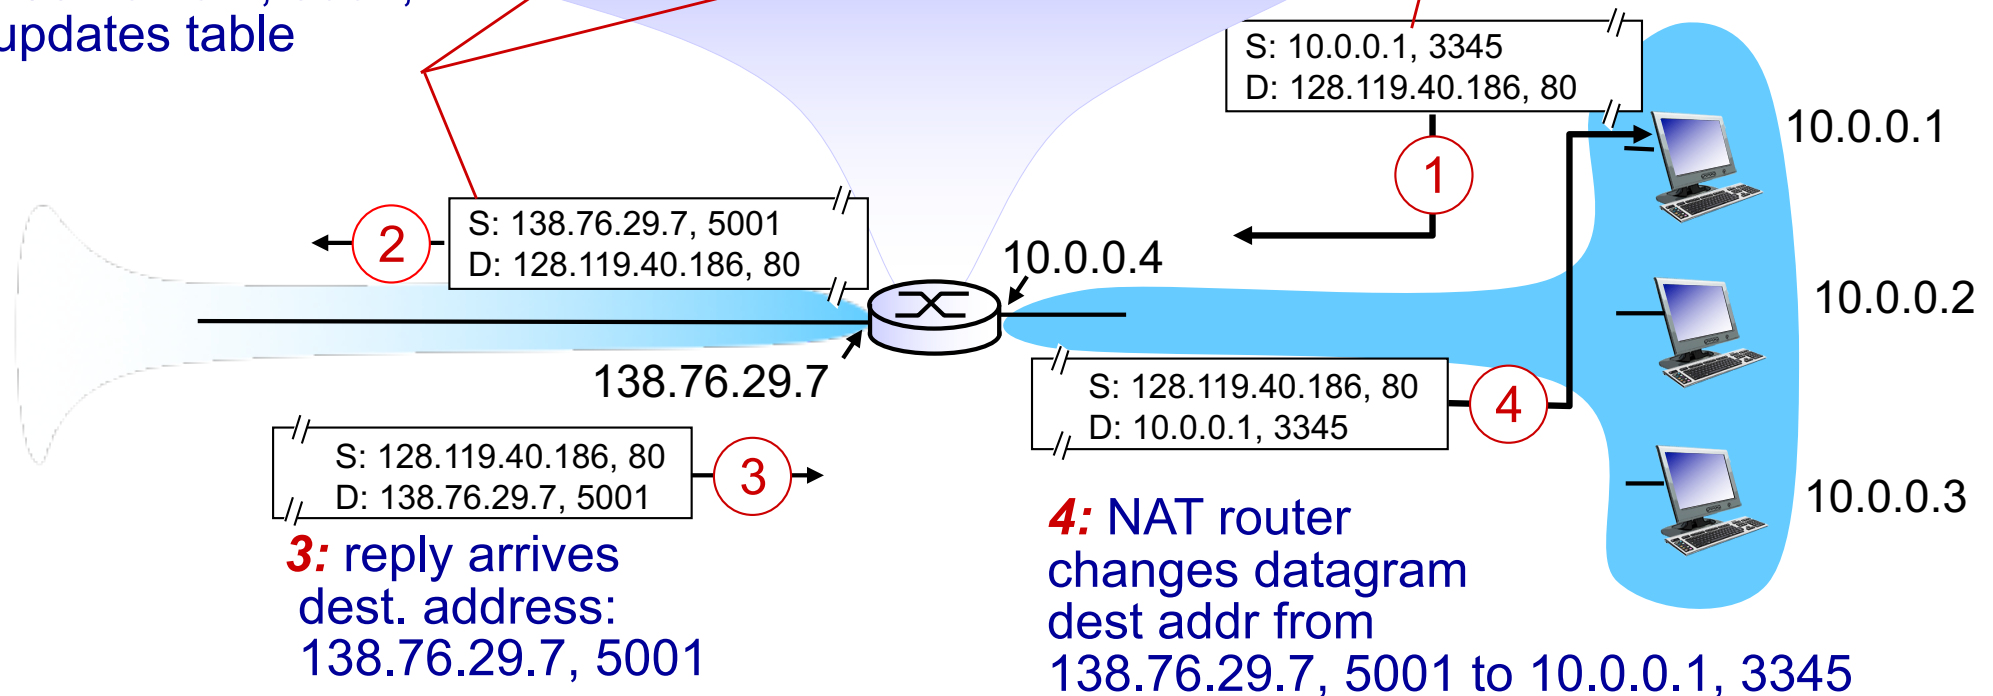 updates table
S: 10.0.0.1, 3345
D: 128.119.40.186, 80
10.0.0.1
1
S: 138.76.29.7, 5001
D: 128.119.40.186, 80
2
10.0.0.4
10.0.0.2
138.76.29.7
S: 128.119.40.186, 80
D: 10.0.0.1, 3345
4
S: 128.119.40.186, 80
D: 138.76.29.7, 5001
3
10.0.0.3
3: reply arrives
dest. address:
138.76.29.7, 5001
4: NAT router
changes datagram
dest addr from
138.76.29.7, 5001 to 10.0.0.1, 3345